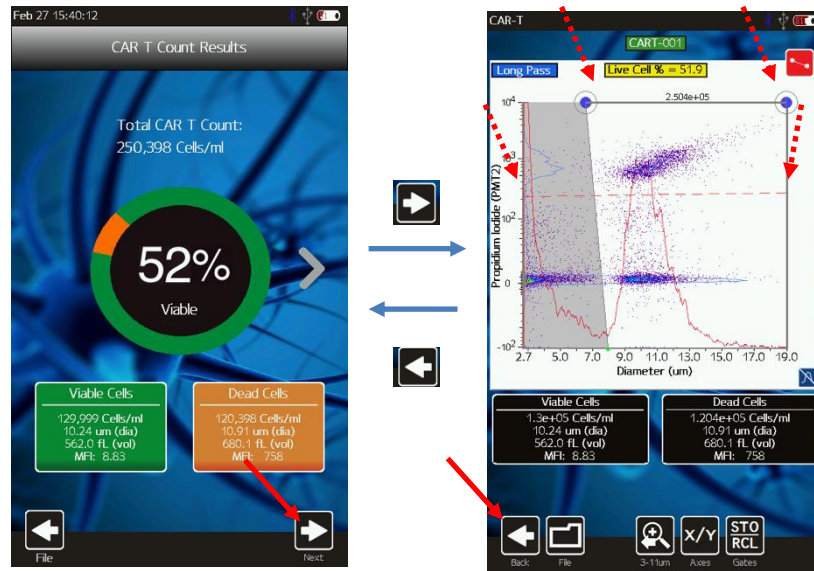 Feb 27 15:40:12
CAR T Count Results
Total CAR T Count:
250,398 Cells/ml
52%
Viable
Viable Cells
129,999 Cells/ml
10.24 um (dia)
562.0 fL (vol)
MFI: 8.83
Dead Cells
120,398 Cells/ml
10.91 um (dia)
680.1 fL (vol)
MFI: 758
File
Next
CAR-T
CART-001
Long Pass
Live Cell % = 51.9
2.504e+05
Propidium Iodide (PMT2)
10^4
10^3
10^2
0
-10^2
2.7 5.0 7.0 9.0 11.0 13.0 15.0 17.0 19.0
Diameter (um)
Viable Cells
1.3e+05 Cells/ml
10.24 um (dia)
562.0 fL (vol)
MFI: 8.83
Dead Cells
1.204e+05 Cells/ml
10.91 um (dia)
680.1 fL (vol)
MFI: 758
X/Y
STO
RCL
Back
File
3-11um
Axes
Gates